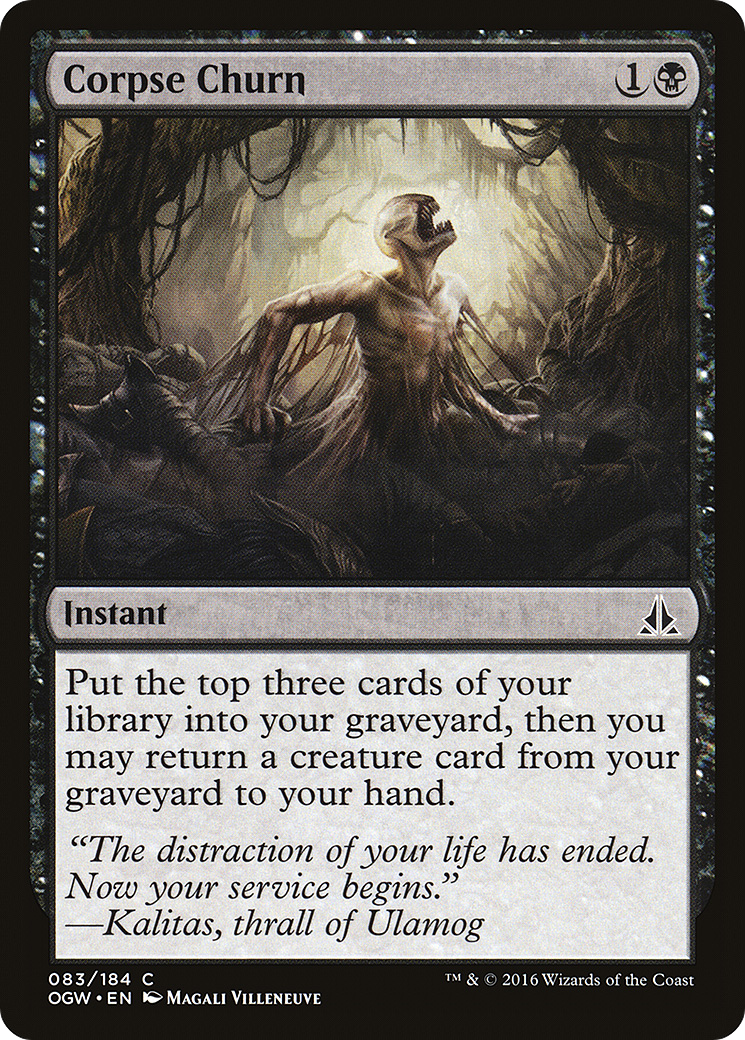 Corpse Churn 1
Instant
Put the top three cards of your
library into your graveyard, then you
may return a creature card from your
graveyard to your hand.
“The distraction of your life has ended.
Now your service begins.”
—Kalitas, thrall of Ulamog
083/184 C
™ & © 2016 Wizards of the Coast
OGW • EN Magali Villeneuve